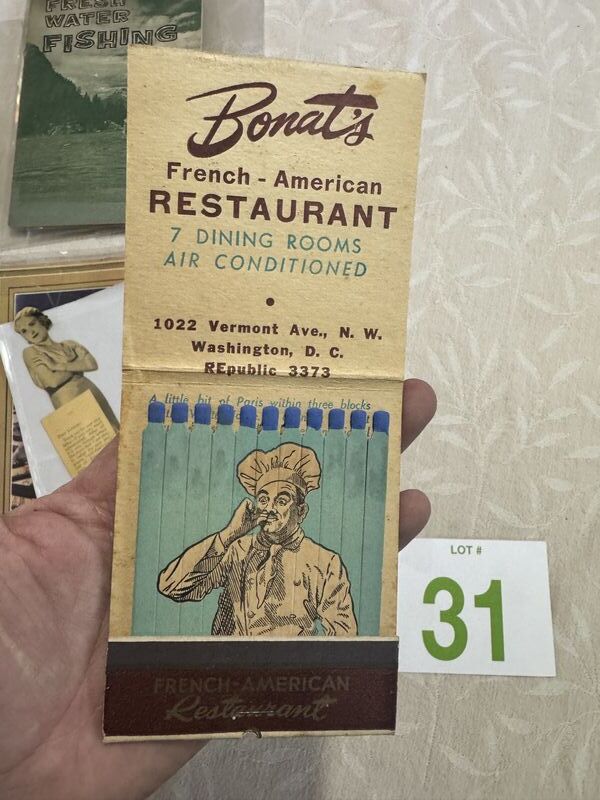 FRESH
WATER
FISHING
Bonat's
French - American
RESTAURANT
7 DINING ROOMS
AIR CONDITIONED
•
1022 Vermont Ave., N. W.
Washington, D. C.
REpublic 3373
A little bit of Paris within three blocks
FRENCH-AMERICAN
Restaurant
LOT #
31